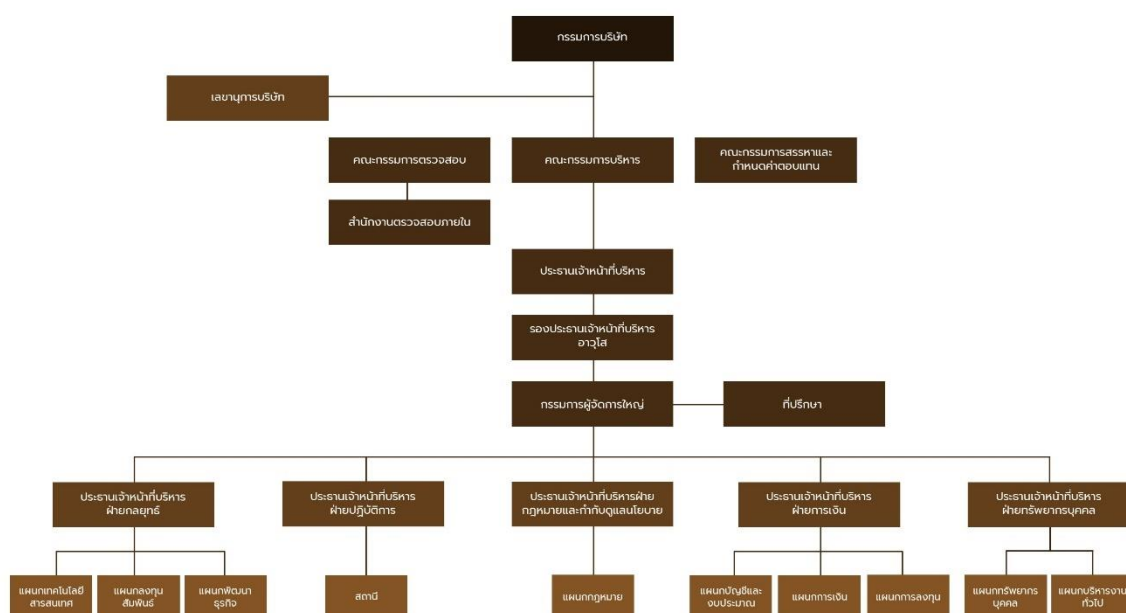 กรรมการบริษัท
เลขานุการบริษัท
คณะกรรมการตรวจสอบ
คณะกรรมการบริหาร
คณะกรรมการสรรหาและ
กำหนดค่าตอบแทน
สำนักงานตรวจสอบภายใน
ประธานเจ้าหน้าที่บริหาร
รองประธานเจ้าหน้าที่บริหาร
อาวุโส
กรรมการผู้จัดการใหญ่
ที่ปรึกษา
ประธานเจ้าหน้าที่บริหาร
ฝ่ายกลยุทธ์
ประธานเจ้าหน้าที่บริหาร
ฝ่ายปฏิบัติการ
ประธานเจ้าหน้าที่บริหารฝ่าย
กฎหมายและกำกับดูแลนโยบาย
ประธานเจ้าหน้าที่บริหาร
ฝ่ายการเงิน
ประธานเจ้าหน้าที่บริหาร
ฝ่ายทรัพยากรบุคคล
แผนกเทคโนโลยี
สารสนเทศ
แผนกลงทุน
สัมพันธ์
แผนกพัฒนา
ธุรกิจ
สถานี
แผนกกฎหมาย
แผนกบัญชีและ
งบประมาณ
แผนกการเงิน
แผนกการลงทุน
แผนกทรัพยากร
บุคคล
แผนกบริหารงาน
ทั่วไป